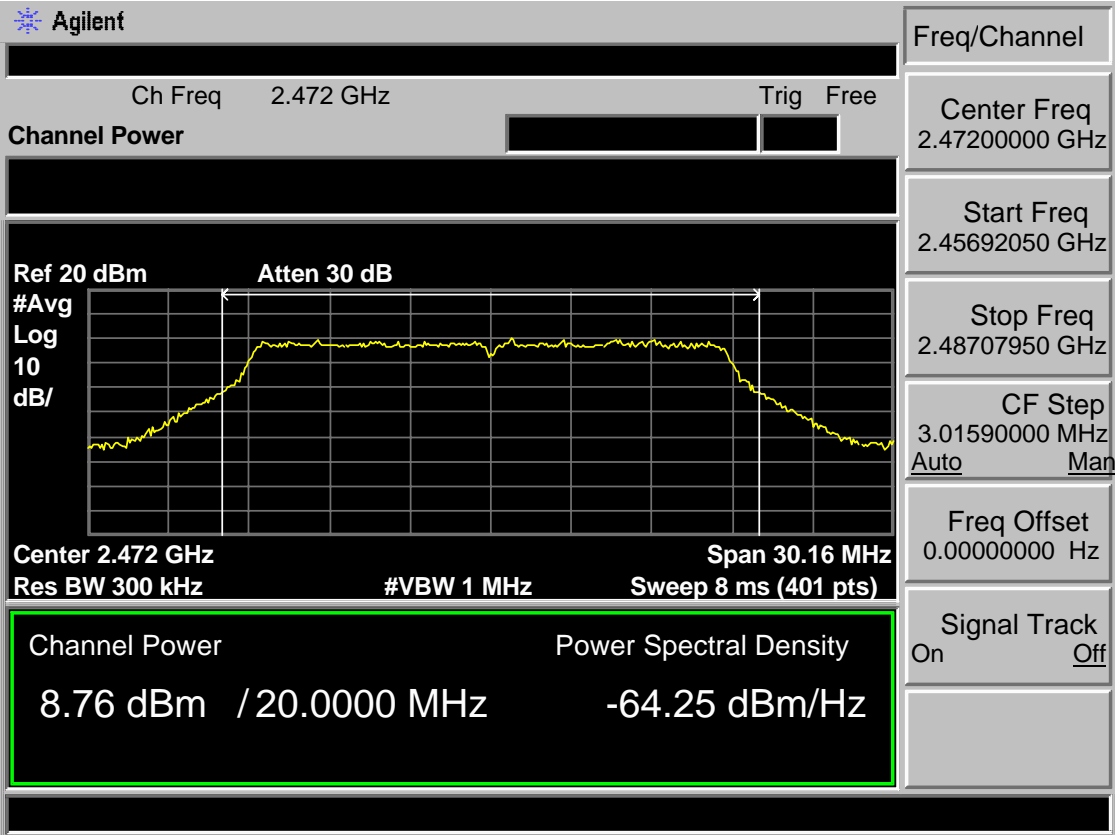 Agilent
Ch Freq 2.472 GHz Trig Free
Channel Power
Ref 20 dBm Atten 30 dB
#Avg
Log
10
dB/
Center 2.472 GHz Span 30.16 MHz
Res BW 300 kHz #VBW 1 MHz Sweep 8 ms (401 pts)
Channel Power Power Spectral Density
8.76 dBm / 20.0000 MHz -64.25 dBm/Hz
Freq/Channel
Center Freq
2.47200000 GHz
Start Freq
2.45692050 GHz
Stop Freq
2.48707950 GHz
CF Step
3.01590000 MHz
Auto Man
Freq Offset
0.00000000 Hz
Signal Track
On Off